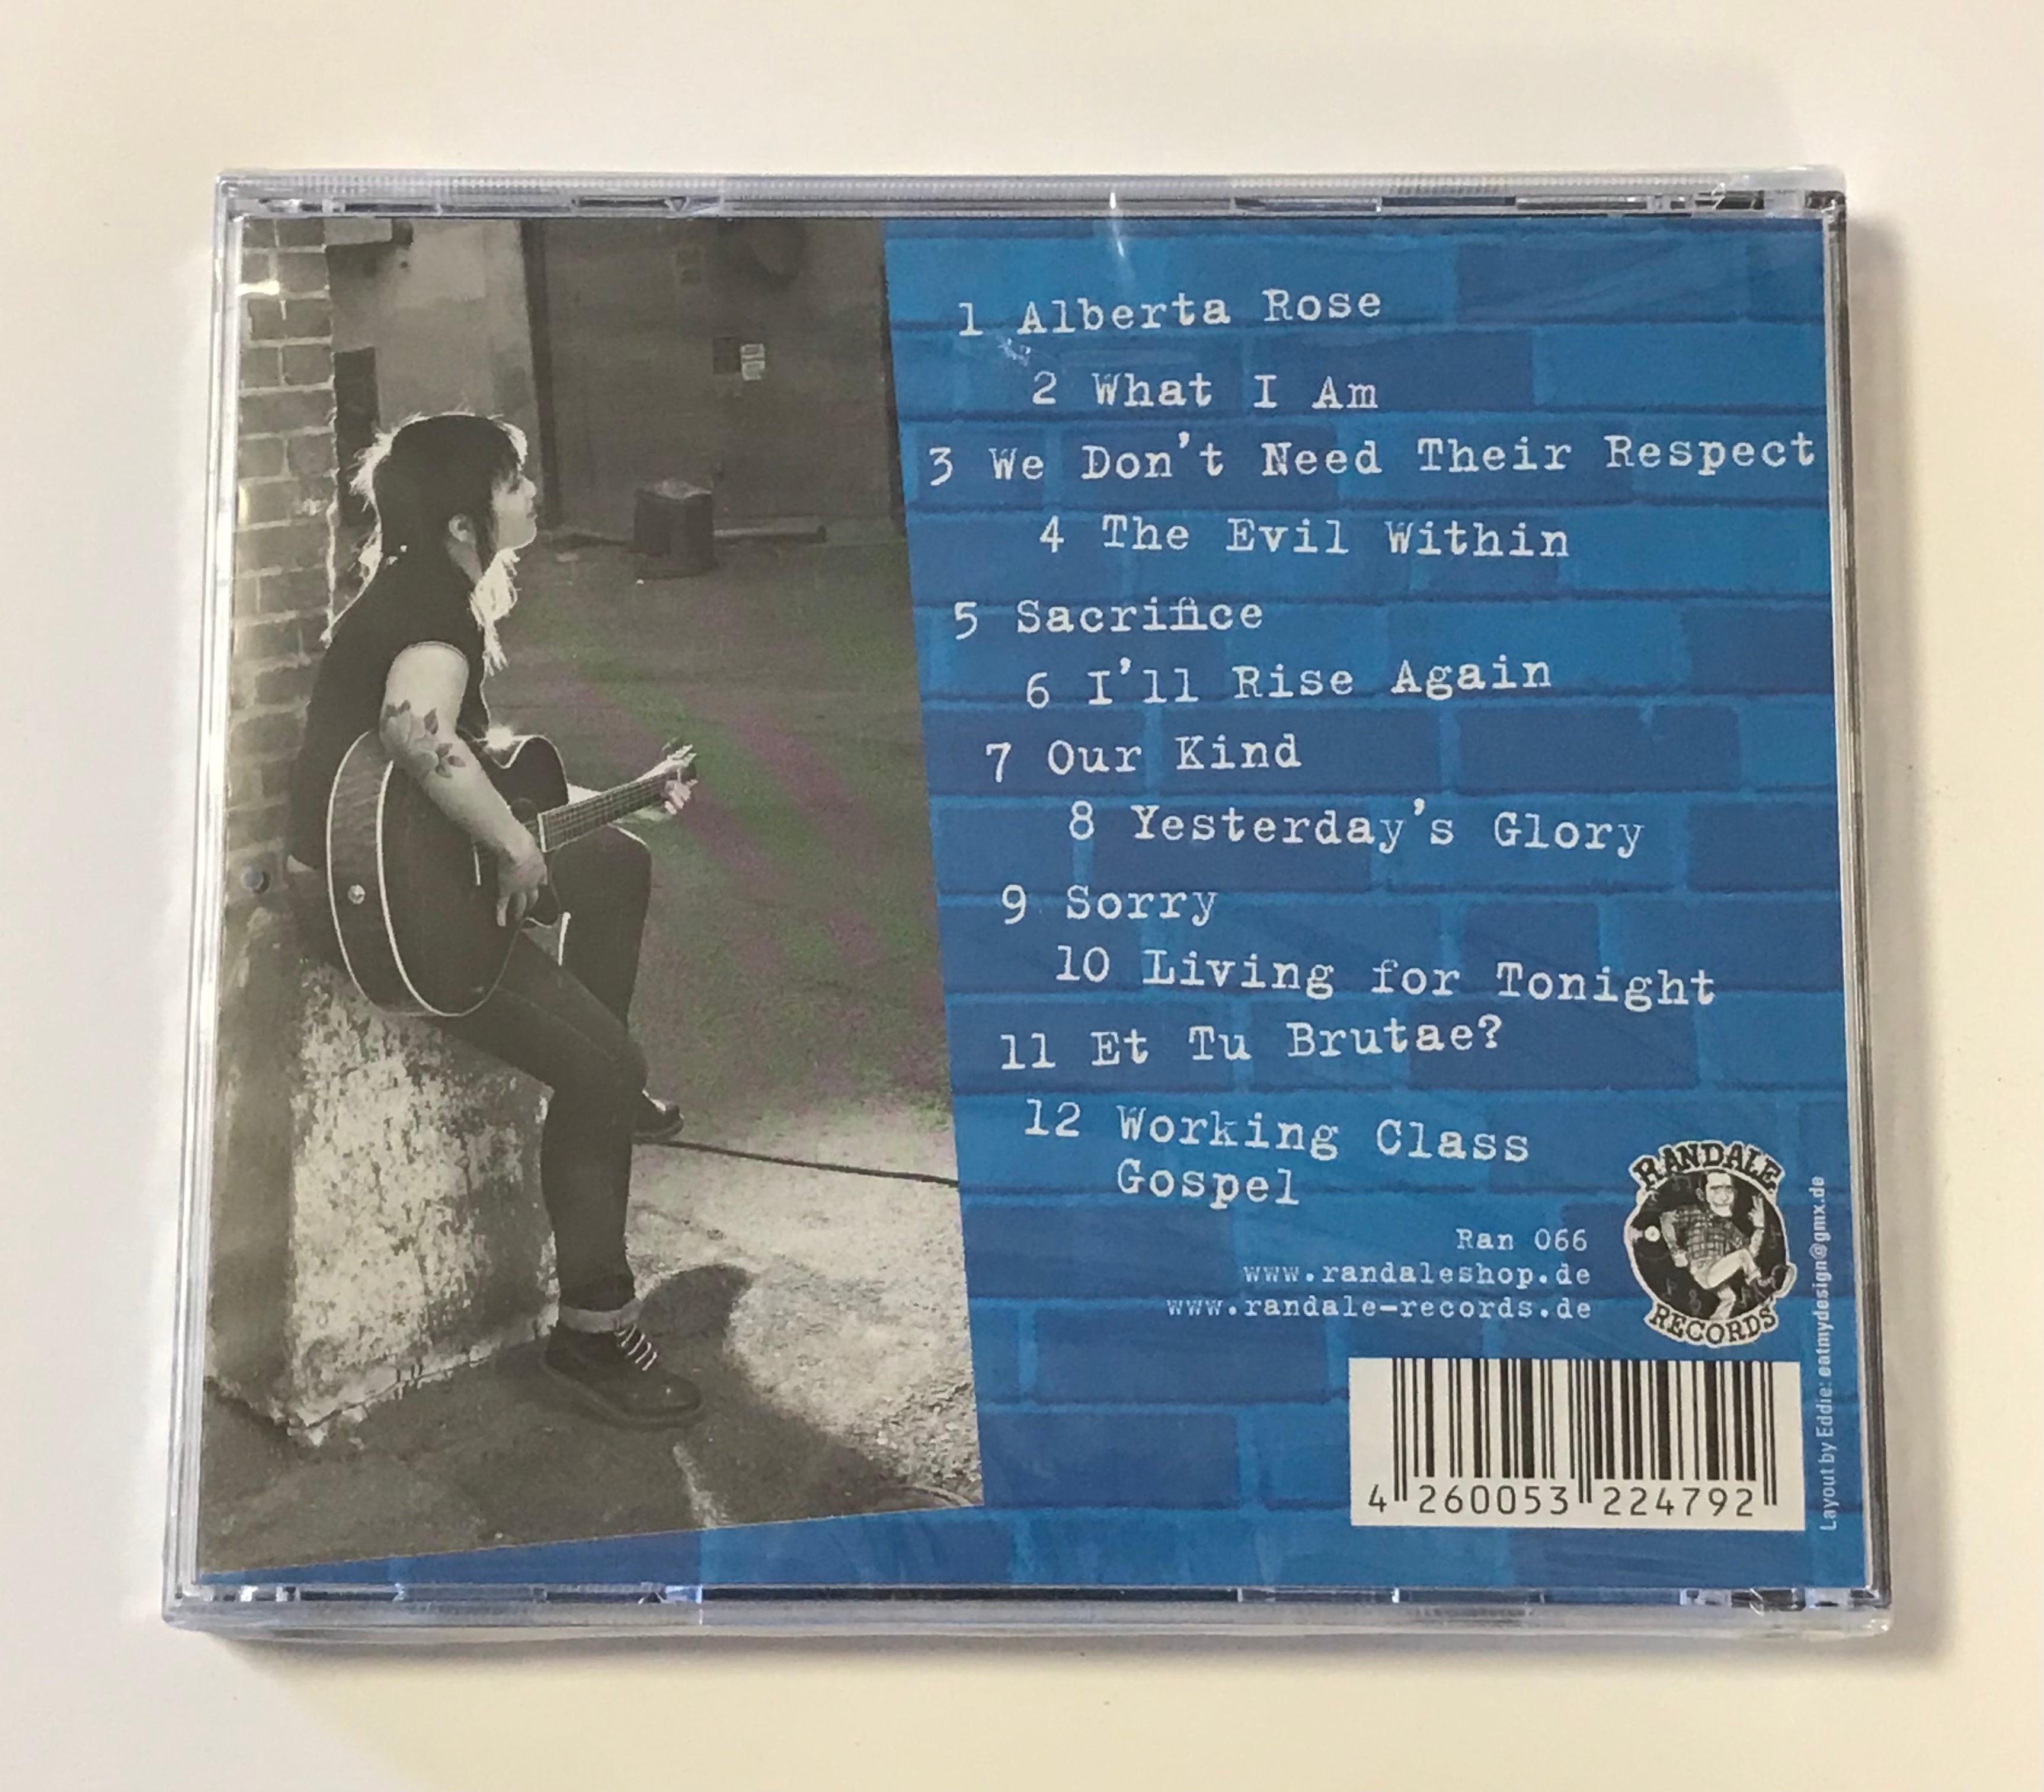 1 Alberta Rose
2 What I Am
3 We Don't Need Their Respect
4 The Evil Within
5 Sacrifice
6 I'll Rise Again
7 Our Kind
8 Yesterday's Glory
9 Sorry
10 Living for Tonight
11 Et Tu Brutae?
12 Working Class
Gospel
Ran 066
www.randaleshop.de
www.randale-records.de
RANDALE
RECORDS
4 260053 224792
Layout by Eddie: eatmydesign@gmx.de